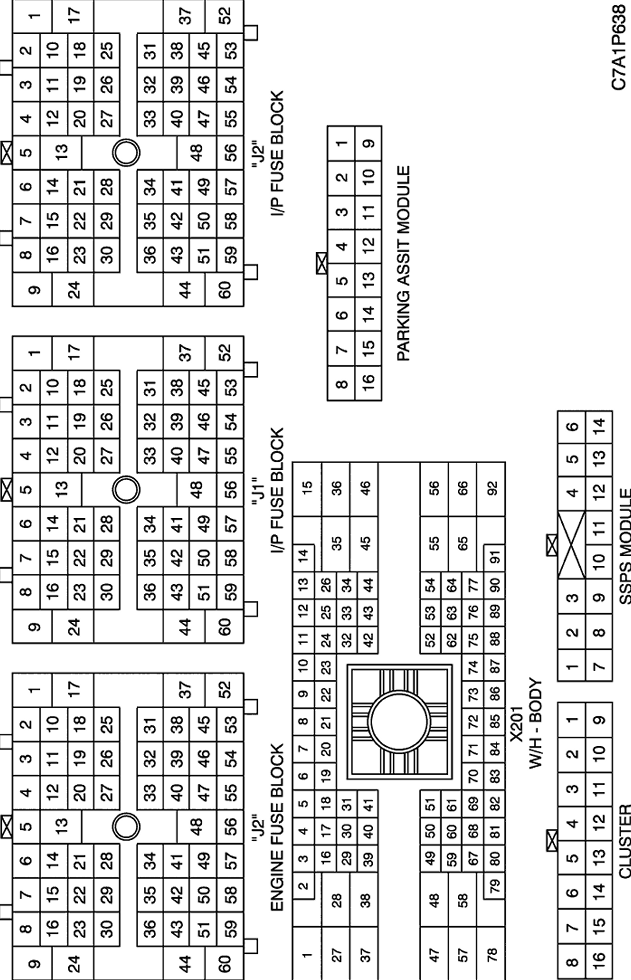 9 8 7 6 5 4 3 2 1
16 15 14 13 12 11 10
24 23 22 21 20 19 18 17
30 29 28 27 26 25
36 35 34 33 32 31
44 43 42 41 40 39 38 37
51 50 49 48 47 46 45
60 59 58 57 56 55 54 53 52
"J2"
ENGINE FUSE BLOCK
9 8 7 6 5 4 3 2 1
16 15 14 13 12 11 10
24 23 22 21 20 19 18 17
30 29 28 27 26 25
36 35 34 33 32 31
44 43 42 41 40 39 38 37
51 50 49 48 47 46 45
60 59 58 57 56 55 54 53 52
"J1"
I/P FUSE BLOCK
9 8 7 6 5 4 3 2 1
16 15 14 13 12 11 10
24 23 22 21 20 19 18 17
30 29 28 27 26 25
36 35 34 33 32 31
44 43 42 41 40 39 38 37
51 50 49 48 47 46 45
60 59 58 57 56 55 54 53 52
"J2"
I/P FUSE BLOCK
1 2 3 4 5 6 7 8 9 10 11 12 13 14 15
16 17 18 19 20 21 22 23 24 25 26
27 28 29 30 31 32 33 34 35 36
37 38 39 40 41 42 43 44 45 46
47 48 49 50 51 52 53 54 55 56
57 58 59 60 61 62 63 64 65 66
67 68 69 70 71 72 73 74 75 76 77
78 79 80 81 82 83 84 85 86 87 88 89 90 91 92
X201
W/H - BODY
8 7 6 5 4 3 2 1
16 15 14 13 12 11 10 9
PARKING ASSIT MODULE
8 7 6 5 4 3 2 1
16 15 14 13 12 11 10 9
CLUSTER
1 2 3 4 5 6
7 8 9 10 11 12 13 14
SSPS MODULE
C7A1P638